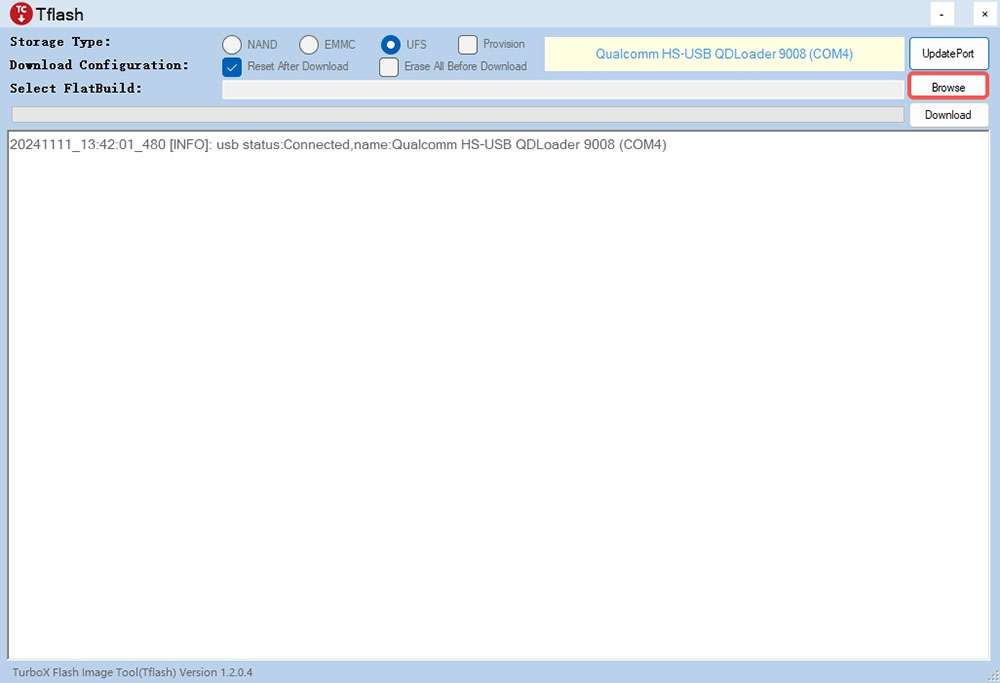 TC Tflash - ×
Storage Type: NAND EMMC UFS Provision Qualcomm HS-USB QDLoader 9008 (COM4) UpdatePort
Download Configuration: Reset After Download Erase All Before Download
Select FlatBuild: Browse
Download
20241111_13:42:01_480 [INFO]: usb status:Connected,name:Qualcomm HS-USB QDLoader 9008 (COM4)
TurboX Flash Image Tool(Tflash) Version 1.2.0.4